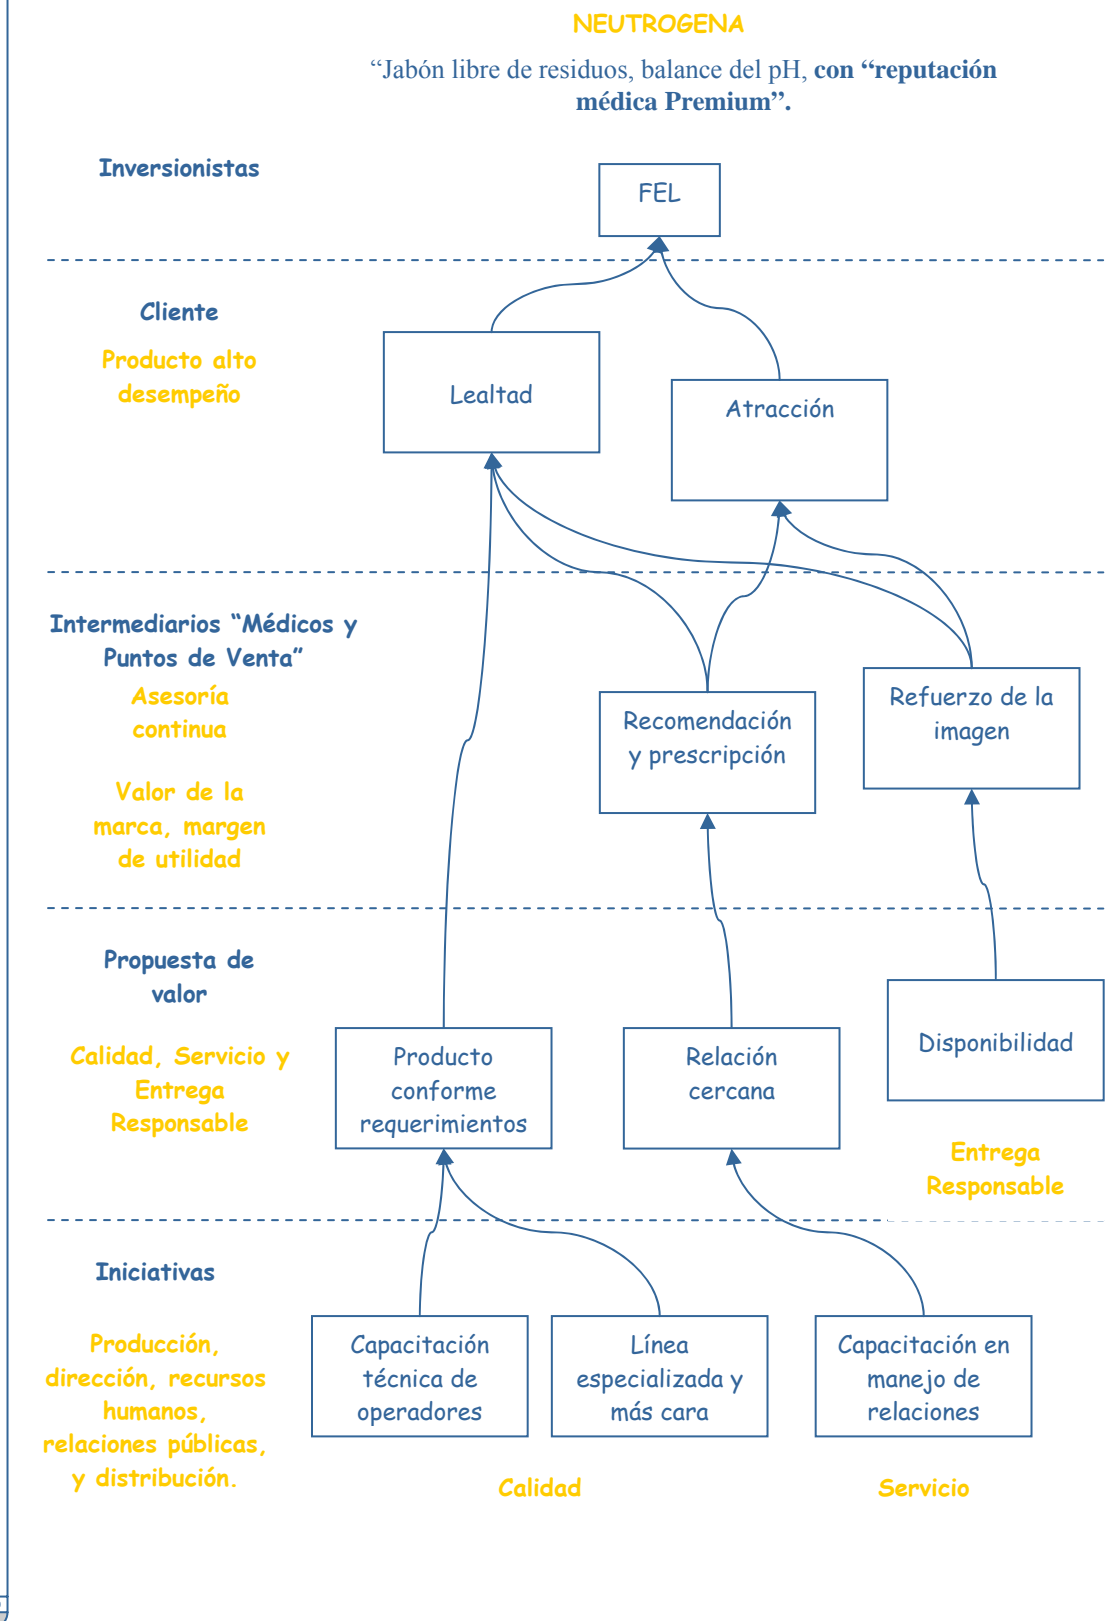 NEUTROGENA
“Jabón libre de residuos, balance del pH, con “reputación
médica Premium”.
Inversionistas
FEL
Cliente
Producto alto
desempeño
Lealtad
Atracción
Intermediarios “Médicos y
Puntos de Venta”
Asesoría
continua
Valor de la
marca, margen
de utilidad
Recomendación
y prescripción
Refuerzo de la
imagen
Propuesta de
valor
Calidad, Servicio y
Entrega
Responsable
Producto
conforme
requerimientos
Relación
cercana
Disponibilidad
Entrega
Responsable
Iniciativas
Producción,
dirección, recursos
humanos,
relaciones públicas,
y distribución.
Capacitación
técnica de
operadores
Línea
especializada y
más cara
Capacitación en
manejo de
relaciones
Calidad
Servicio